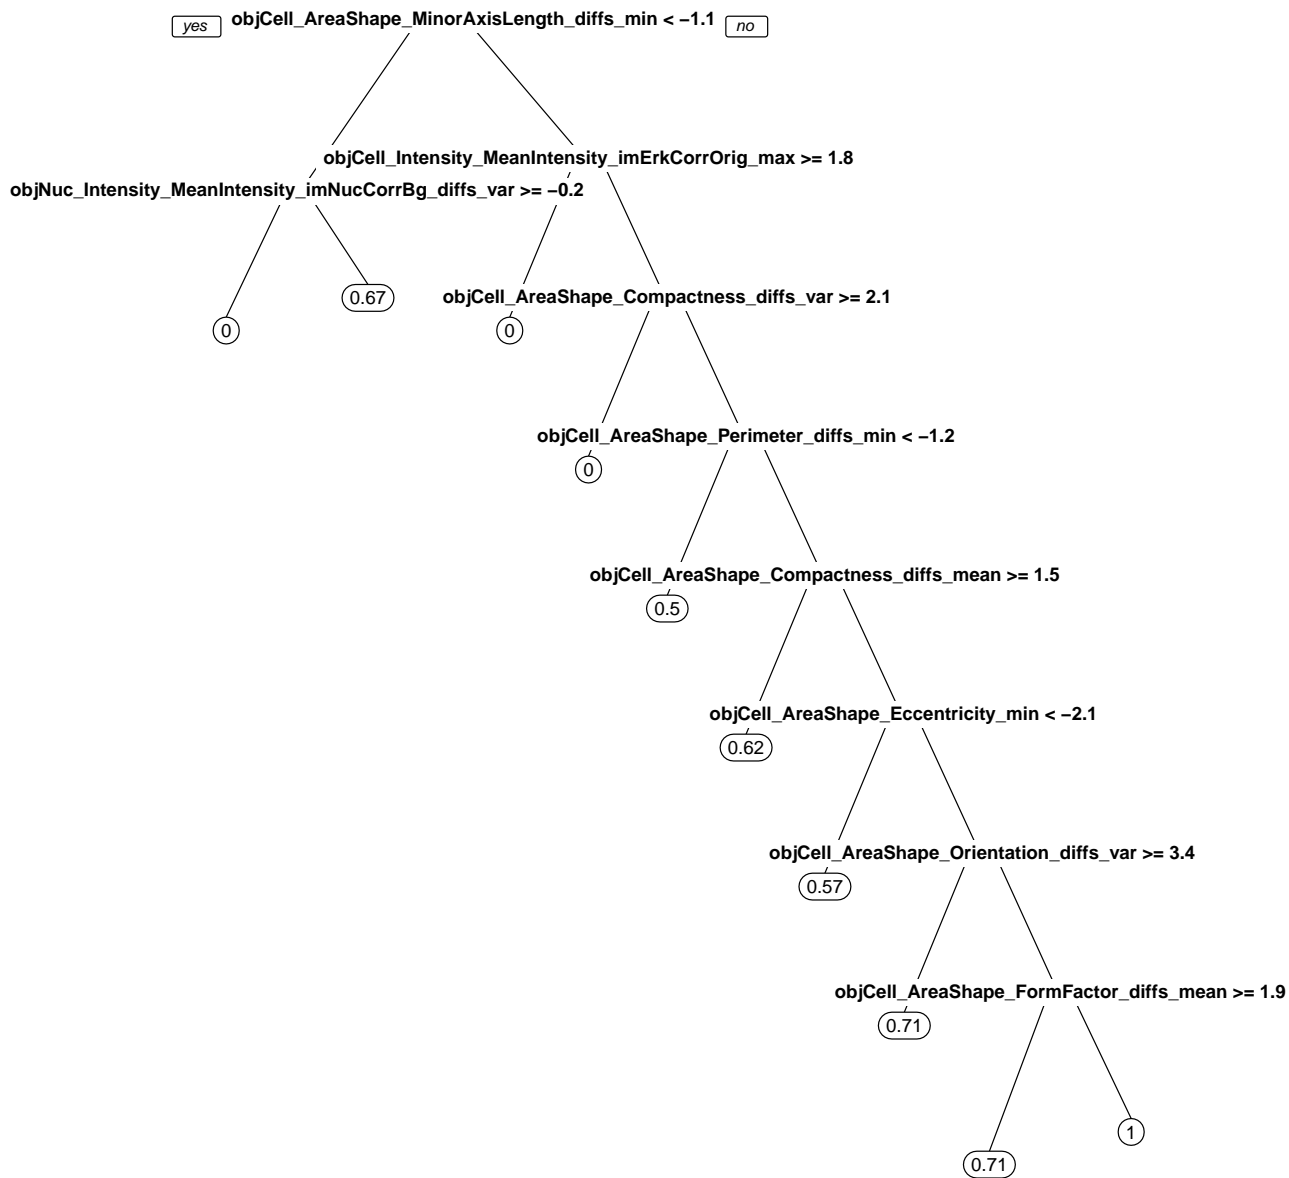 yes objCell_AreaShape_MinorAxisLength_diffs_min < −1.1 no
objCell_Intensity_MeanIntensity_imErkCorrOrig_max >= 1.8
objNuc_Intensity_MeanIntensity_imNucCorrBg_diffs_var >= −0.2
0.67
objCell_AreaShape_Compactness_diffs_var >= 2.1
0
0
objCell_AreaShape_Perimeter_diffs_min < −1.2
0
objCell_AreaShape_Compactness_diffs_mean >= 1.5
0.5
objCell_AreaShape_Eccentricity_min < −2.1
0.62
objCell_AreaShape_Orientation_diffs_var >= 3.4
0.57
objCell_AreaShape_FormFactor_diffs_mean >= 1.9
0.71
1
0.71